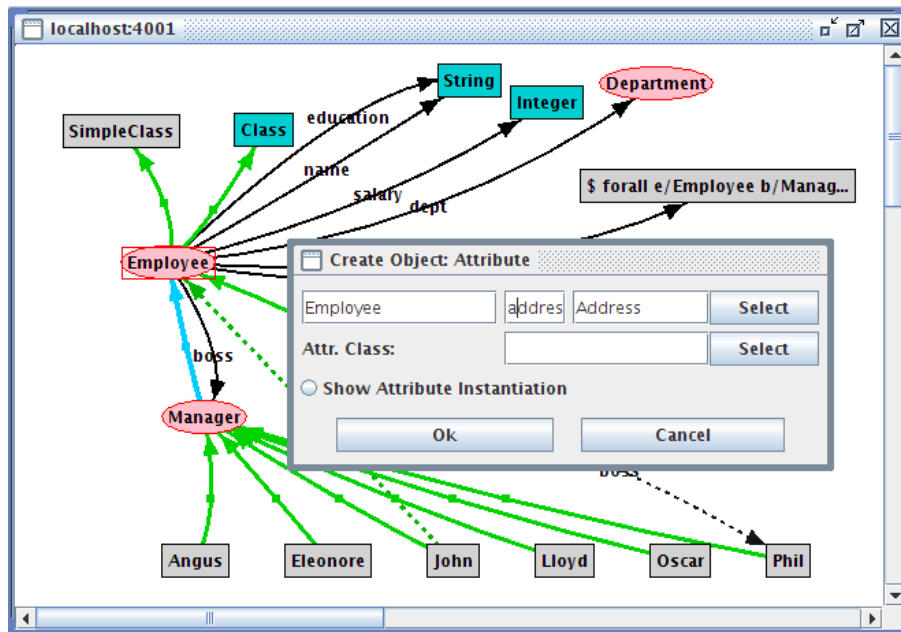 localhost:4001
String
Department
Integer
education
SimpleClass
Class
name
salary
dept
$ forall e/Employee b/Manag...
Employee
Create Object: Attribute
Employee
addres
Address
Select
Attr. Class:
Select
boss
Show Attribute Instantiation
Manager
Ok
Cancel
boss
Angus
Eleonore
John
Lloyd
Oscar
Phil